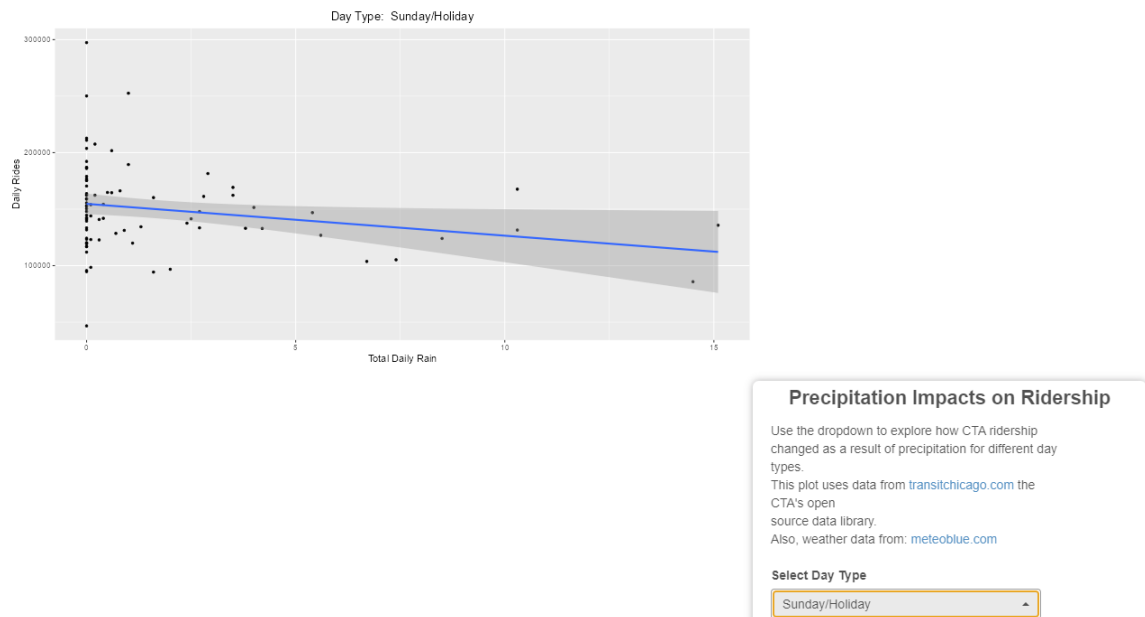 Day Type: Sunday/Holiday
300000
200000
100000
Daily Rides
0
5
10
15
Total Daily Rain
Precipitation Impacts on Ridership
Use the dropdown to explore how CTA ridership
changed as a result of precipitation for different day
types.
This plot uses data from transitchicago.com the
CTA's open
source data library.
Also, weather data from: meteoblue.com
Select Day Type
Sunday/Holiday